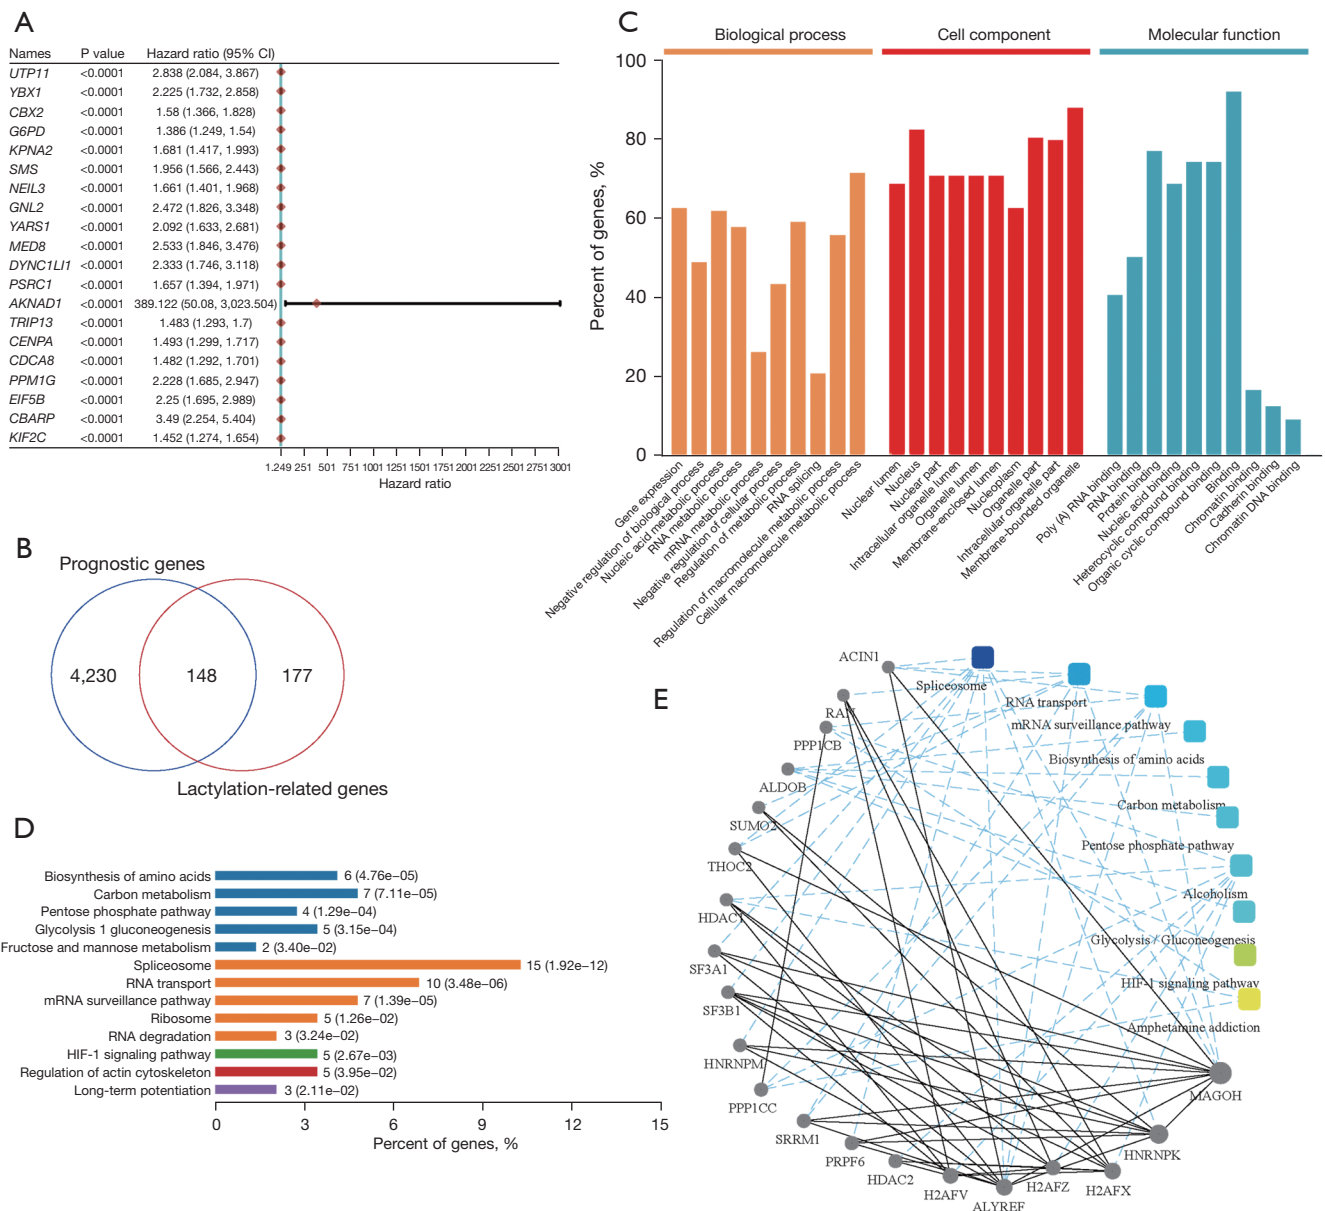 A
Names P value Hazard ratio (95% CI)
UTP11 <0.0001 2.838 (2.084, 3.867)
YBX1 <0.0001 2.225 (1.732, 2.858)
CBX2 <0.0001 1.58 (1.366, 1.828)
G6PD <0.0001 1.386 (1.249, 1.54)
KPNA2 <0.0001 1.681 (1.417, 1.993)
SMS <0.0001 1.956 (1.566, 2.443)
NEIL3 <0.0001 1.661 (1.401, 1.968)
GNL2 <0.0001 2.472 (1.826, 3.348)
YARS1 <0.0001 2.092 (1.633, 2.681)
MED8 <0.0001 2.533 (1.846, 3.476)
DYNC1LI1 <0.0001 2.333 (1.746, 3.118)
PSRC1 <0.0001 1.657 (1.394, 1.971)
AKNAD1 <0.0001 389.122 (50.08, 3,023.504)
TRIP13 <0.0001 1.483 (1.293, 1.7)
CENPA <0.0001 1.493 (1.299, 1.717)
CDCA8 <0.0001 1.482 (1.292, 1.701)
PPM1G <0.0001 2.228 (1.685, 2.947)
EIF5B <0.0001 2.25 (1.695, 2.989)
CBARP <0.0001 3.49 (2.254, 5.404)
KIF2C <0.0001 1.452 (1.274, 1.654)
1.249 251 501 751 1001 1251 1501 1751 2001 2251 2501 2751 3001
Hazard ratio
B
Prognostic genes
4,230 148 177
Lactylation-related genes
C
Biological process Cell component Molecular function
Percent of genes, %
100
80
60
40
20
0
Gene expression
Negative regulation of biological process
Nucleic acid metabolic process
RNA metabolic process
mRNA metabolic process
Negative regulation of cellular process
Regulation of metabolic process
RNA splicing
Regulation of macromolecule metabolic process
Cellular macromolecule metabolic process
Nuclear lumen
Nucleus
Nuclear part
Intracellular organelle lumen
Organelle lumen
Membrane-enclosed lumen
Nucleoplasm
Organelle part
Intracellular organelle part
Membrane-bounded organelle
Poly (A) RNA binding
RNA binding
Protein binding
Nucleic acid binding
Heterocyclic compound binding
Organic cyclic compound binding
Binding
Chromatin binding
Cadherin binding
Chromatin DNA binding
D
Biosynthesis of amino acids 6 (4.76e−05)
Carbon metabolism 7 (7.11e−05)
Pentose phosphate pathway 4 (1.29e−04)
Glycolysis 1 gluconeogenesis 5 (3.15e−04)
Fructose and mannose metabolism 2 (3.40e−02)
Spliceosome 15 (1.92e−12)
RNA transport 10 (3.48e−06)
mRNA surveillance pathway 7 (1.39e−05)
Ribosome 5 (1.26e−02)
RNA degradation 3 (3.24e−02)
HIF-1 signaling pathway 5 (2.67e−03)
Regulation of actin cytoskeleton 5 (3.95e−02)
Long-term potentiation 3 (2.11e−02)
0 3 6 9 12 15
Percent of genes, %
E
ACIN1
RAN
PPP1CB
ALDOB
SUMO2
THOC2
HDAC1
SF3A1
SF3B1
HNRNPM
PPP1CC
SRRM1
PRPF6
HDAC2
H2AFV
ALYREF
H2AFZ
H2AFX
HNRNPK
MAGOH
Spliceosome
RNA transport
mRNA surveillance pathway
Biosynthesis of amino acids
Carbon metabolism
Pentose phosphate pathway
Alcoholism
Glycolysis / Gluconeogenesis
HIF-1 signaling pathway
Amphetamine addiction